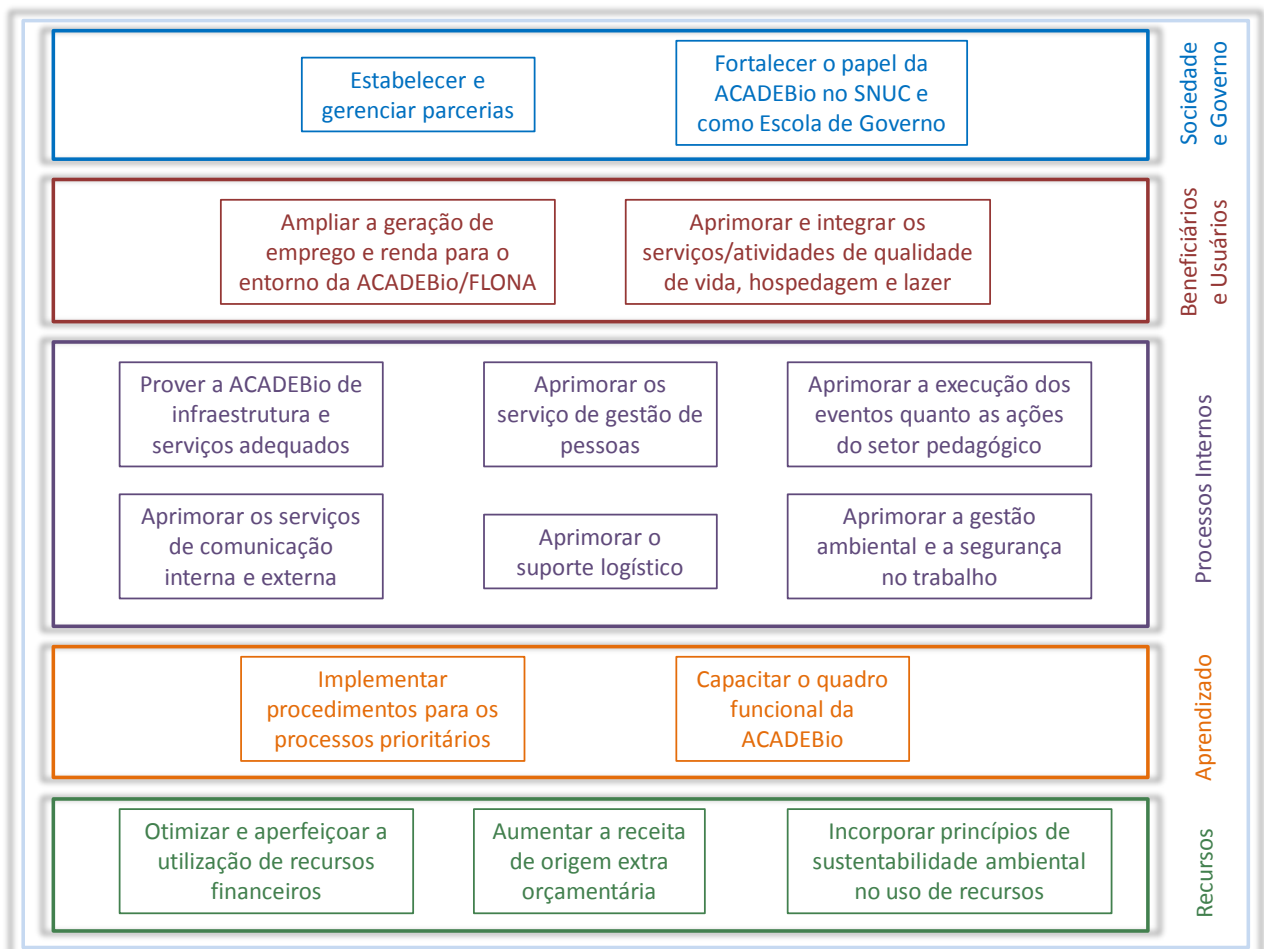 Estabelecer e
gerenciar parcerias
Fortalecer o papel da
ACADEBio no SNUC e
como Escola de Governo
Sociedade
e Governo
Ampliar a geração de
emprego e renda para o
entorno da ACADEBio/FLONA
Aprimorar e integrar os
serviços/atividades de qualidade
de vida, hospedagem e lazer
Beneficiários
e Usuários
Prover a ACADEBio de
infraestrutura e
serviços adequados
Aprimorar os
serviço de gestão de
pessoas
Aprimorar a execução dos
eventos quanto as ações
do setor pedagógico
Aprimorar os serviços
de comunicação
interna e externa
Aprimorar o
suporte logístico
Aprimorar a gestão
ambiental e a segurança
no trabalho
Processos Internos
Implementar
procedimentos para os
processos prioritários
Capacitar o quadro
funcional da
ACADEBio
Aprendizado
Otimizar e aperfeiçoar a
utilização de recursos
financeiros
Aumentar a receita
de origem extra
orçamentária
Incorporar princípios de
sustentabilidade ambiental
no uso de recursos
Recursos